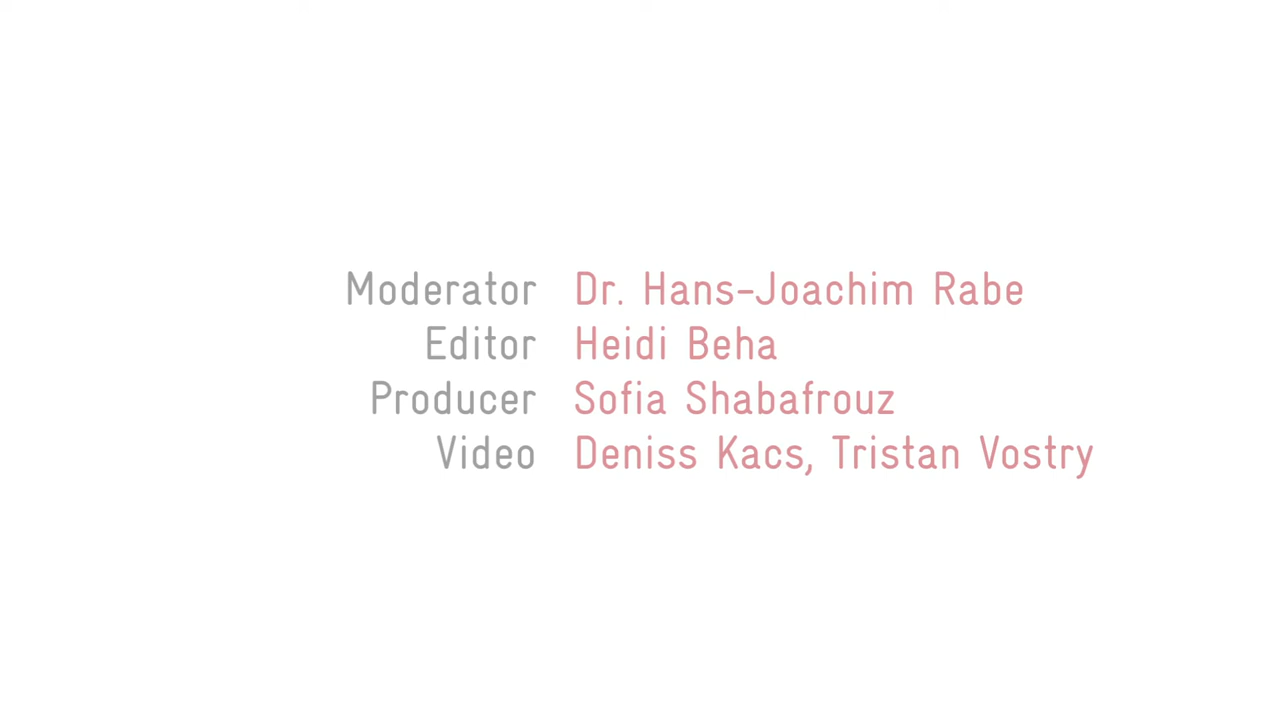 Moderator Dr. Hans-Joachim Rabe
Editor Heidi Beha
Producer Sofia Shabafrouz
Video Deniss Kacs, Tristan Vostry